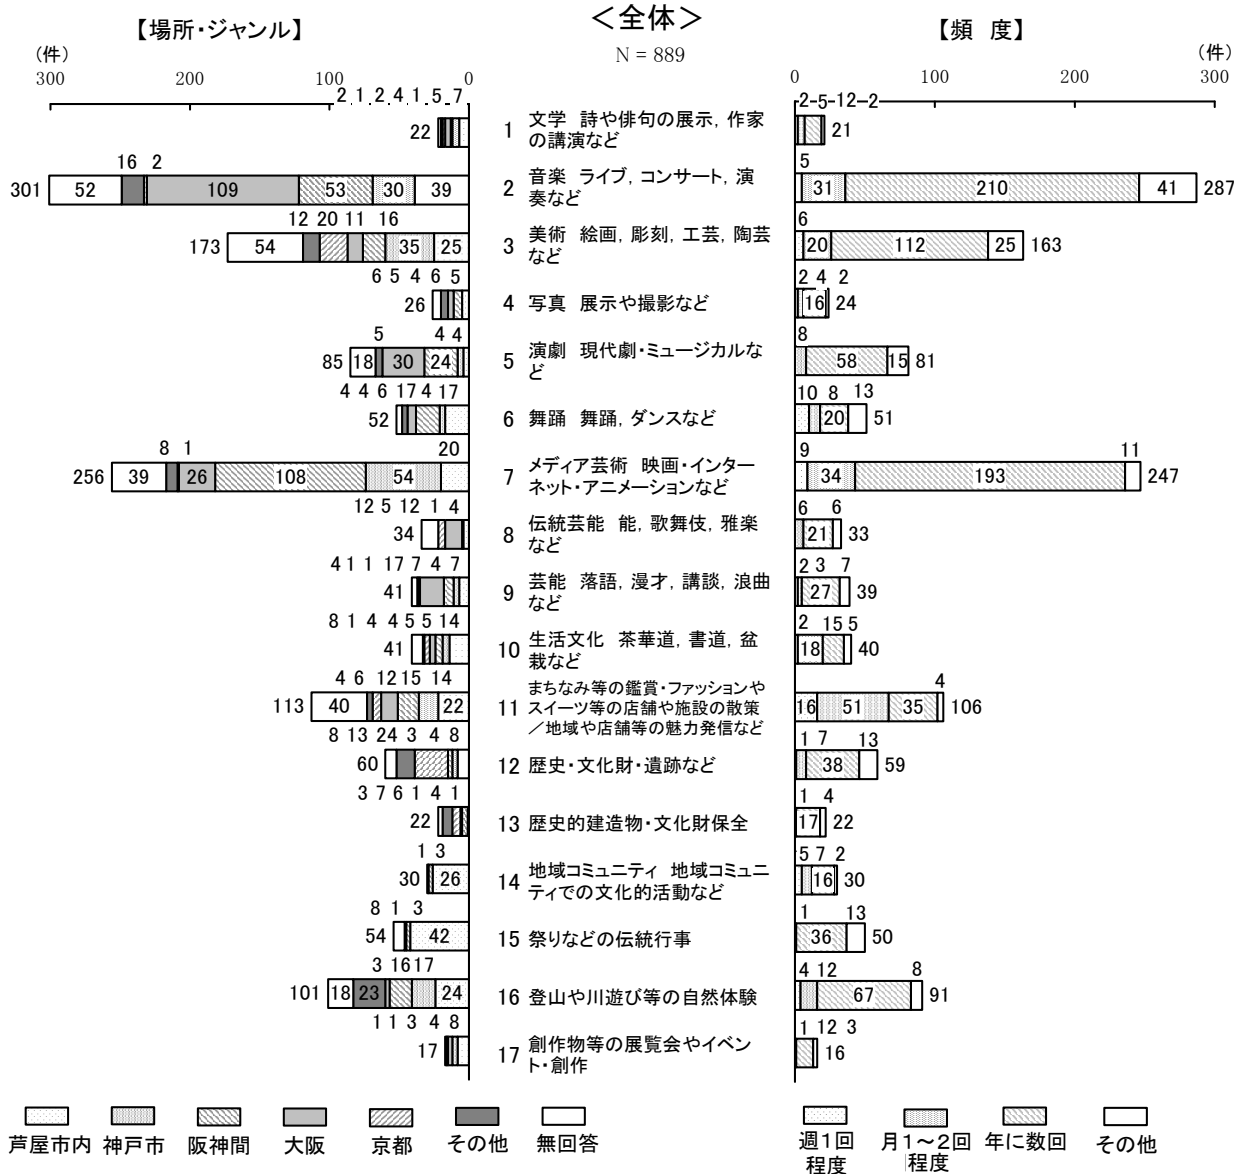 ＜全体＞
【場所・ジャンル】
【頻 度】
N = 889
(件)
(件)
300 200 100 0
0 100 200 300
2 1 2 4 1 5 7
22
1 文学 詩や俳句の展示，作家
の講演など
2 5 12 2
21
16 2
301 52 109 53 30 39
2 音楽 ライブ，コンサート，演
奏など
5
31 210 41 287
12 20 11 16
173 54 35 25
3 美術 絵画，彫刻，工芸，陶芸
など
6
20 112 25 163
6 5 4 6 5
26
4 写真 展示や撮影など
2 4 2
16 24
5 4 4
85 18 30 24
5 演劇 現代劇・ミュージカルな
ど
8
58 15 81
4 4 6 17 4 17
52
6 舞踊 舞踊，ダンスなど
10 8 13
20 51
8 1 20
256 39 26 108 54
7 メディア芸術 映画・インター
ネット・アニメーションなど
9 11
34 193 247
12 5 12 1 4
34
8 伝統芸能 能，歌舞伎，雅楽
など
6 6
21 33
4 1 1 17 7 4 7
41
9 芸能 落語，漫才，講談，浪曲
など
2 3 7
27 39
8 1 4 4 5 5 14
41
10 生活文化 茶華道，書道，盆
栽など
2 15 5
18 40
4 6 12 15 14
113 40 22
11 まちなみ等の鑑賞・ファッションや
スイーツ等の店舗や施設の散策
／地域や店舗等の魅力発信など
4
16 51 35 106
8 13 24 3 4 8
60
12 歴史・文化財・遺跡など
1 7 13
38 59
3 7 6 1 4 1
22
13 歴史的建造物・文化財保全
1 4
17 22
1 3
30 26
14 地域コミュニティ 地域コミュニ
ティでの文化的活動など
5 7 2
16 30
8 1 3
54 42
15 祭りなどの伝統行事
1 13
36 50
3 16 17
101 18 23 24
16 登山や川遊び等の自然体験
4 12 8
67 91
1 1 3 4 8
17
17 創作物等の展覧会やイベン
ト・創作
1 12 3
16
芦屋市内 神戸市 阪神間 大阪 京都 その他 無回答
週１回
程度
月１～２回
程度
年に数回
その他